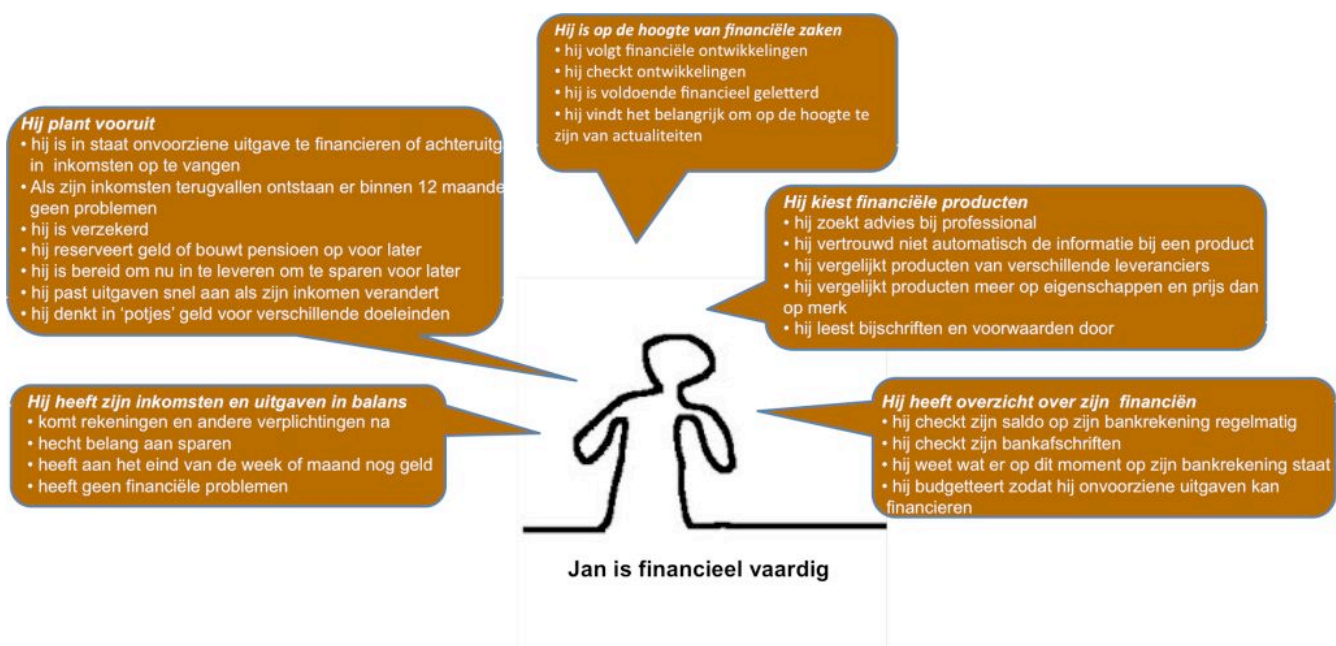 Hij is op de hoogte van financiële zaken
• hij volgt financiële ontwikkelingen
• hij checkt ontwikkelingen
• hij is voldoende financieel geletterd
• hij vindt het belangrijk om op de hoogte te
zijn van actualiteiten
Hij plant vooruit
• hij is in staat onvoorziene uitgave te financieren of achteruitg
in inkomsten op te vangen
• Als zijn inkomsten terugvallen ontstaan er binnen 12 maande
geen problemen
• hij is verzekerd
• hij reserveert geld of bouwt pensioen op voor later
• hij is bereid om nu in te leveren om te sparen voor later
• hij past uitgaven snel aan als zijn inkomen verandert
• hij denkt in ‘potjes’ geld voor verschillende doeleinden
Hij kiest financiële producten
• hij zoekt advies bij professional
• hij vertrouwd niet automatisch de informatie bij een product
• hij vergelijkt producten van verschillende leveranciers
• hij vergelijkt producten meer op eigenschappen en prijs dan
op merk
• hij leest bijschriften en voorwaarden door
Hij heeft zijn inkomsten en uitgaven in balans
• komt rekeningen en andere verplichtingen na
• hecht belang aan sparen
• heeft aan het eind van de week of maand nog geld
• heeft geen financiële problemen
Hij heeft overzicht over zijn financiën
• hij checkt zijn saldo op zijn bankrekening regelmatig
• hij checkt zijn bankafschriften
• hij weet wat er op dit moment op zijn bankrekening staat
• hij budgetteert zodat hij onvoorziene uitgaven kan
financieren
Jan is financieel vaardig